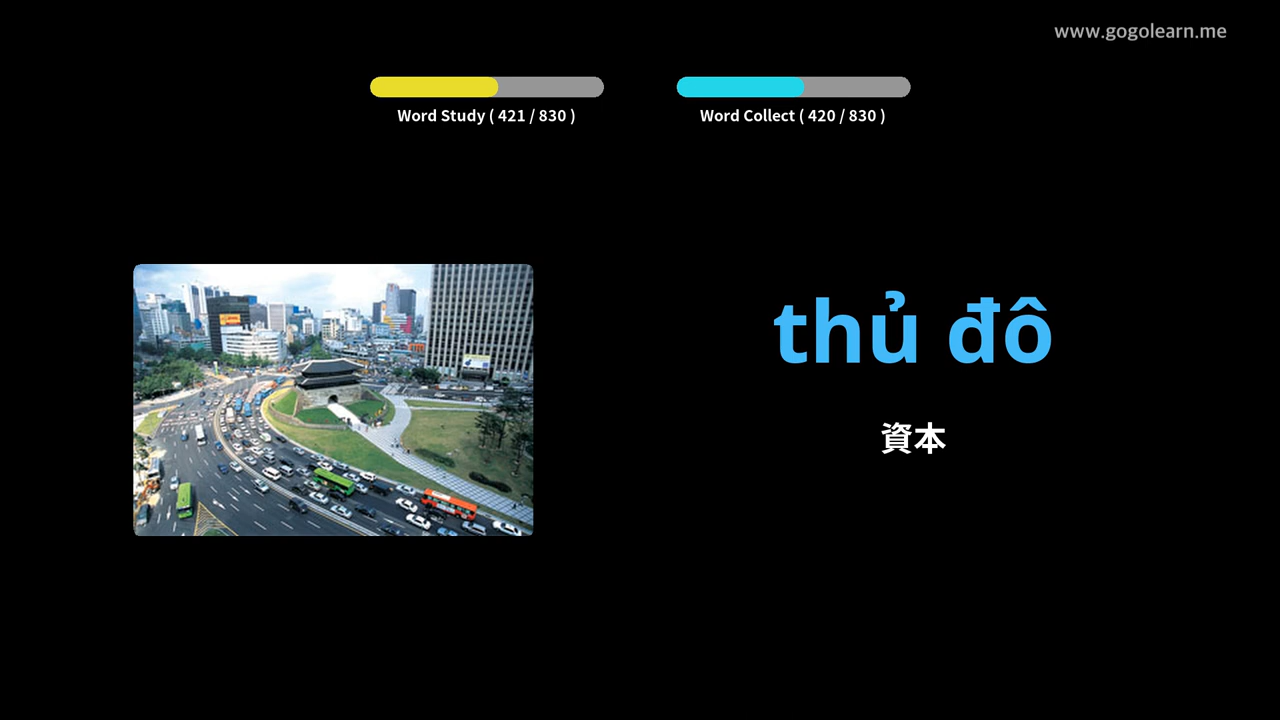 www.gogolearn.me
Word Study ( 421 / 830 )
Word Collect ( 420 / 830 )
thủ đô
資本